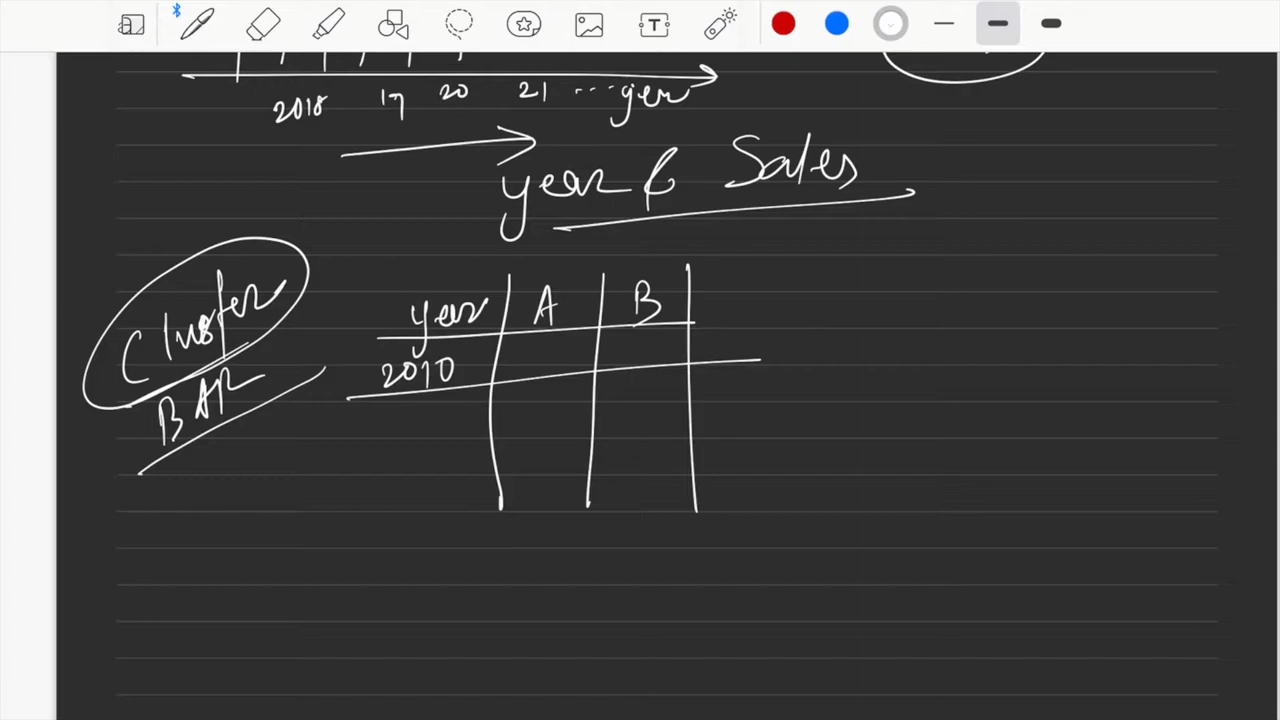 2018 17 20 21 ... year
year & Sales
Cluster
BAR
year A B
2010